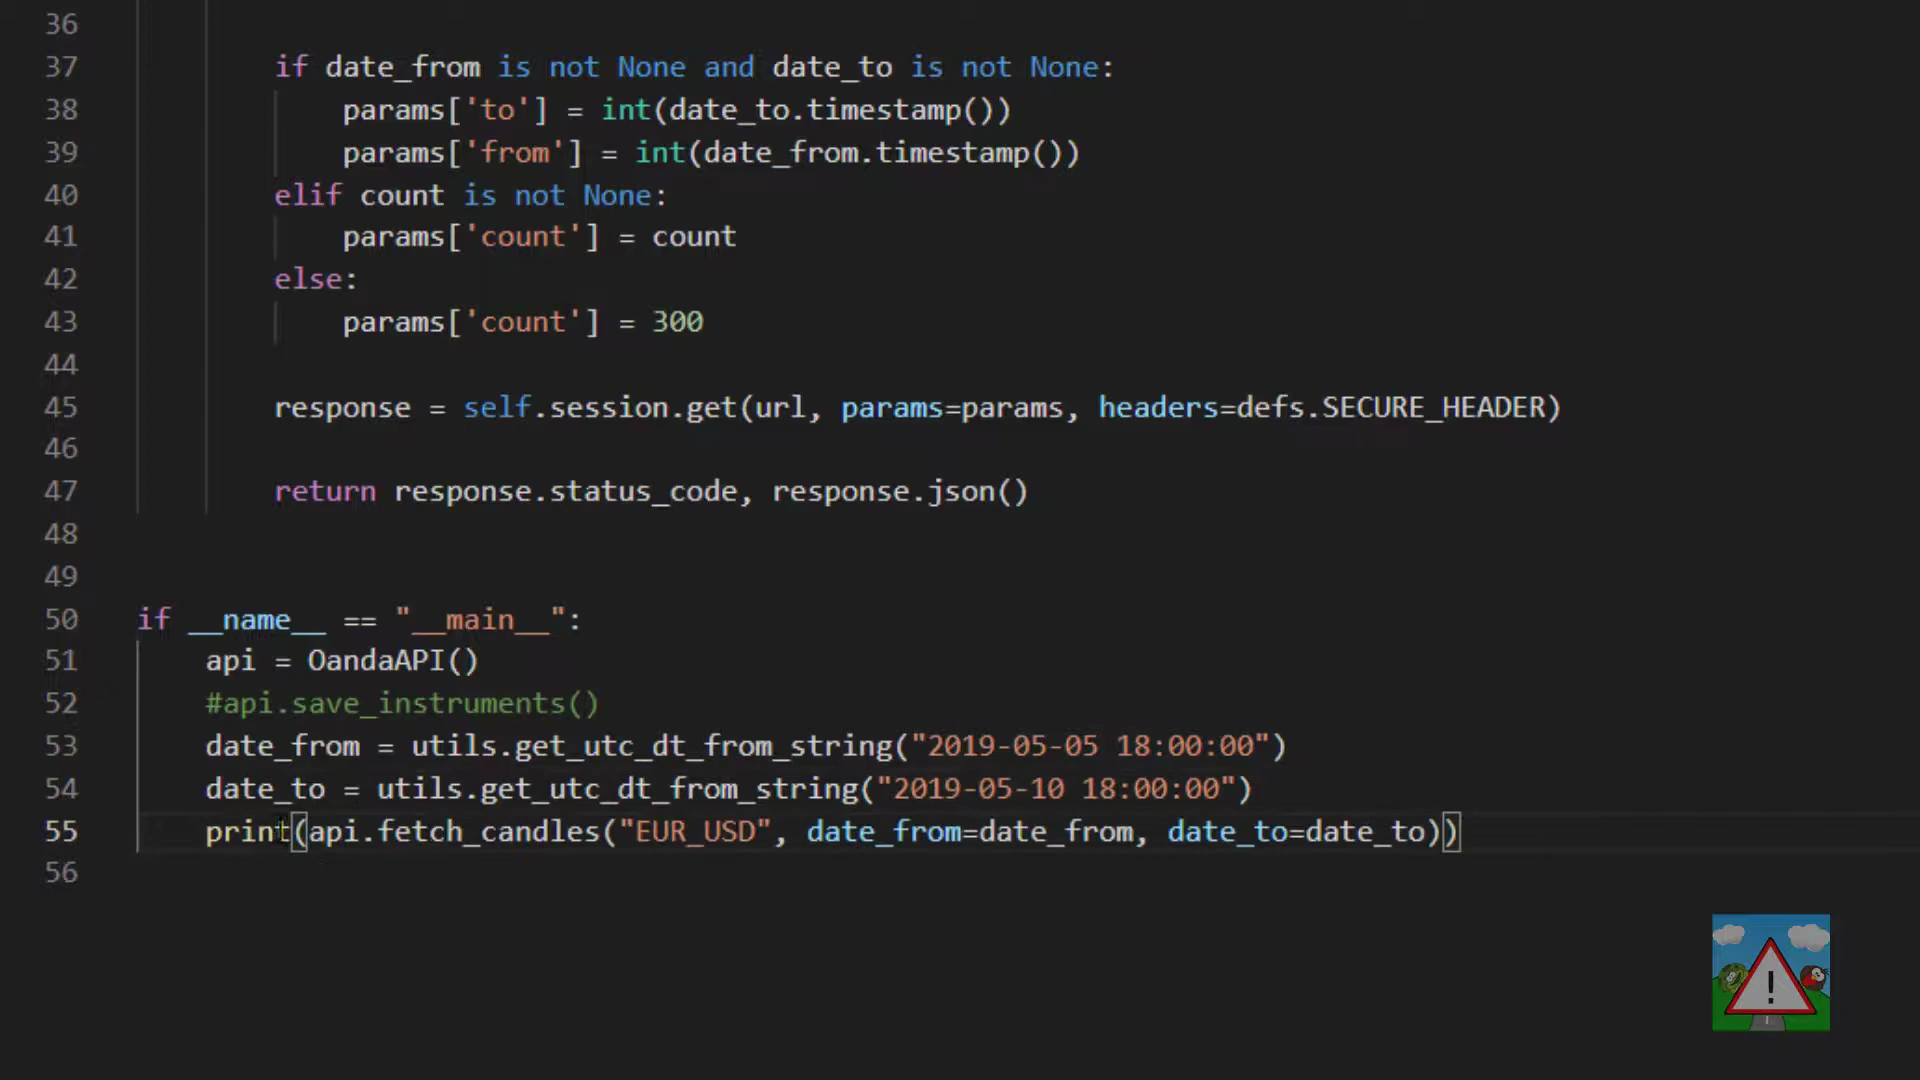 36
37 if date_from is not None and date_to is not None:
38 params['to'] = int(date_to.timestamp())
39 params['from'] = int(date_from.timestamp())
40 elif count is not None:
41 params['count'] = count
42 else:
43 params['count'] = 300
44
45 response = self.session.get(url, params=params, headers=defs.SECURE_HEADER)
46
47 return response.status_code, response.json()
48
49
50 if __name__ == "__main__":
51 api = OandaAPI()
52 #api.save_instruments()
53 date_from = utils.get_utc_dt_from_string("2019-05-05 18:00:00")
54 date_to = utils.get_utc_dt_from_string("2019-05-10 18:00:00")
55 print(api.fetch_candles("EUR_USD", date_from=date_from, date_to=date_to))
56
!